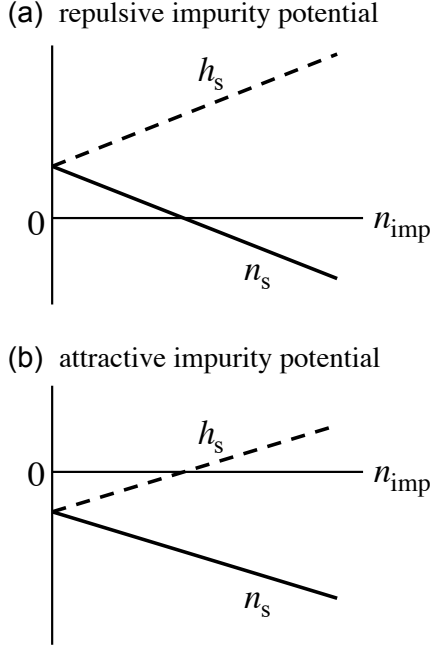 (a) repulsive impurity potential
h_s
0
n_imp
n_s
(b) attractive impurity potential
h_s
0
n_imp
n_s